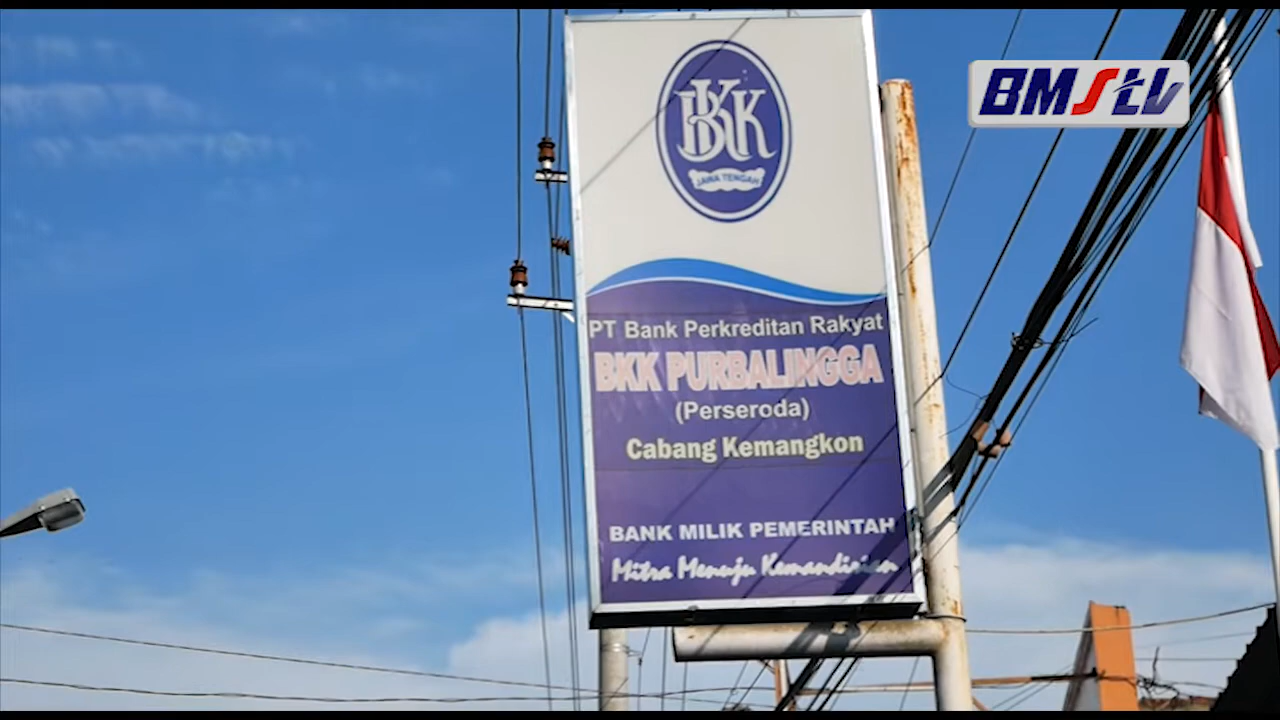 BMStv
BKK
JAWA TENGAH
PT Bank Perkreditan Rakyat
BKK PURBALINGGA
(Perseroda)
Cabang Kemangkon
BANK MILIK PEMERINTAH
Mitra Menuju Kemandirian